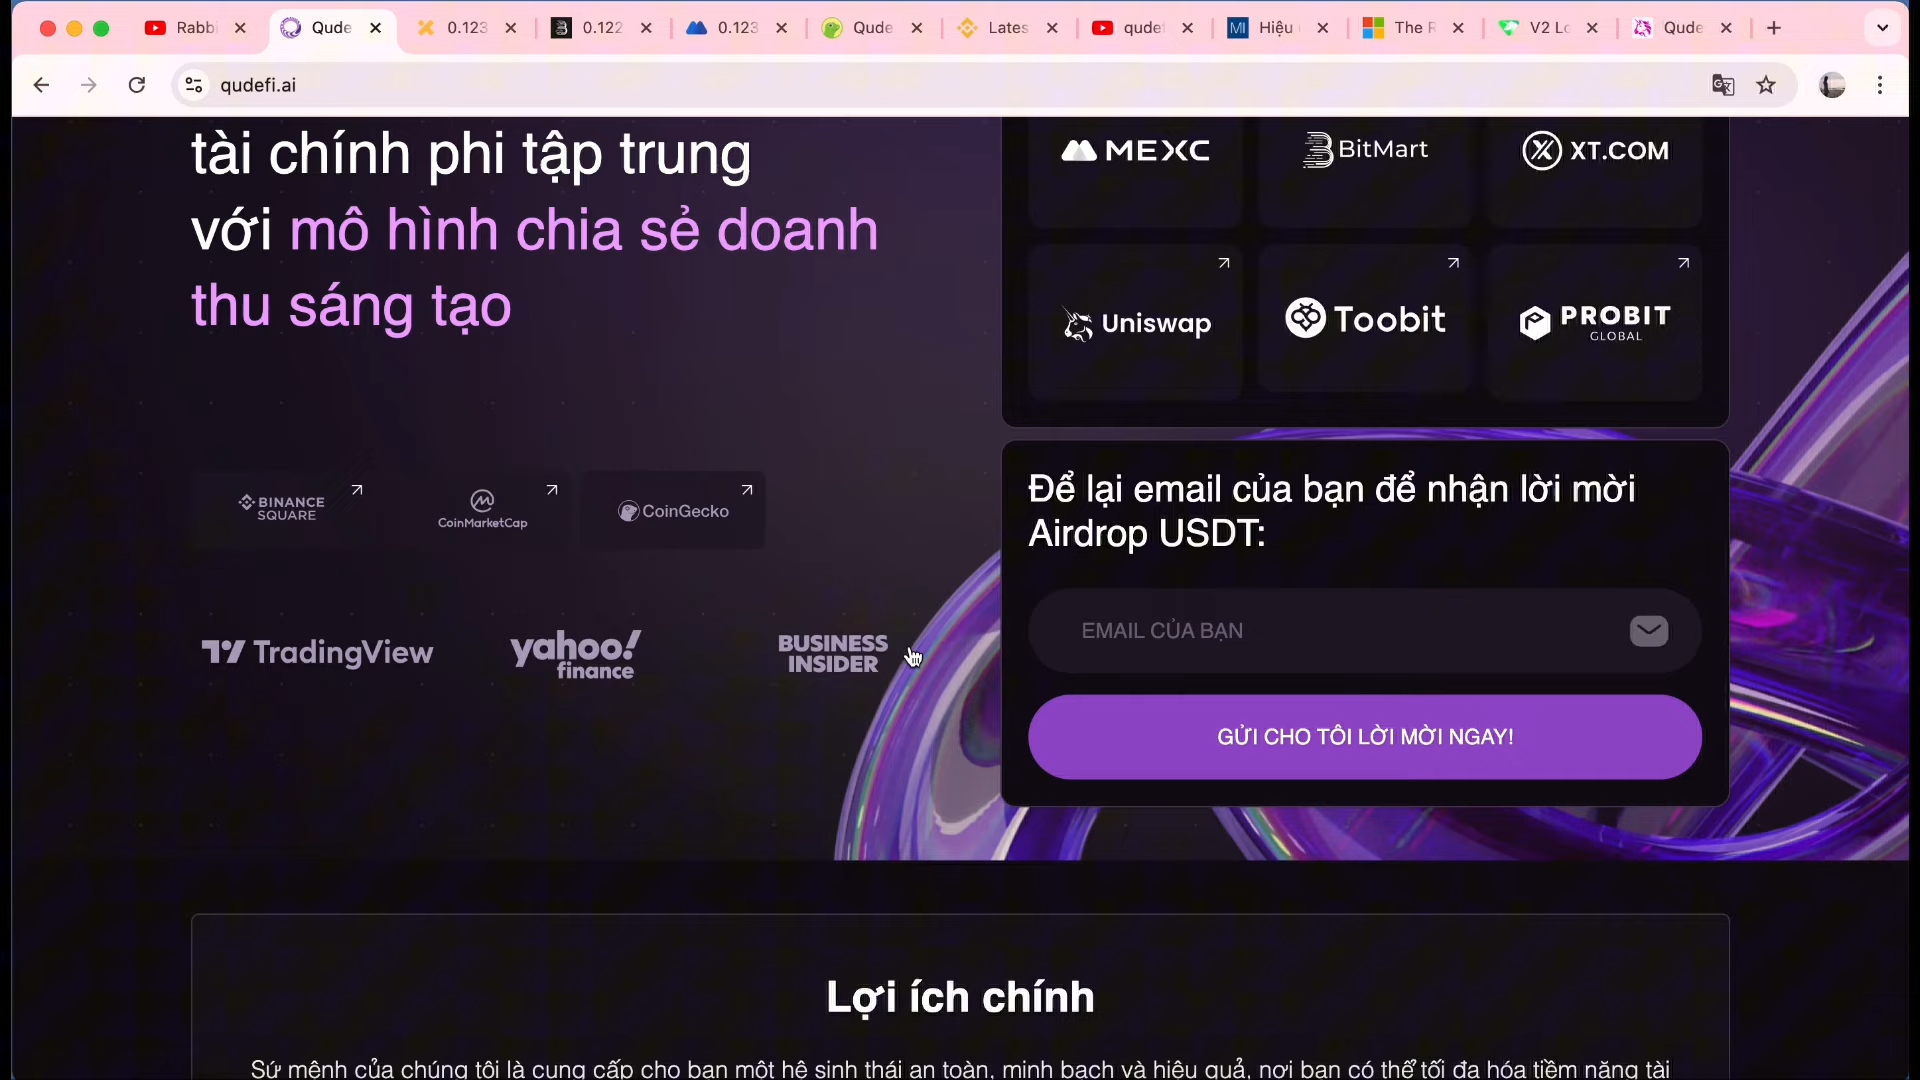 Rabbi
Qude
0.123
0.122
0.123
Qude
Lates
qudef
MI
Hiệu
The R
V2 Lo
Qude
qudefi.ai
tài chính phi tập trung
với mô hình chia sẻ doanh
thu sáng tạo
MEXC
BitMart
XT.COM
Uniswap
Toobit
PROBIT
GLOBAL
BINANCE
SQUARE
CoinMarketCap
CoinGecko
TradingView
yahoo!
finance
BUSINESS
INSIDER
Để lại email của bạn để nhận lời mời
Airdrop USDT:
EMAIL CỦA BẠN
GỬI CHO TÔI LỜI MỜI NGAY!
Lợi ích chính
Sứ mệnh của chúng tôi là cung cấp cho bạn một hệ sinh thái an toàn, minh bạch và hiệu quả, nơi bạn có thể tối đa hóa tiềm năng tài